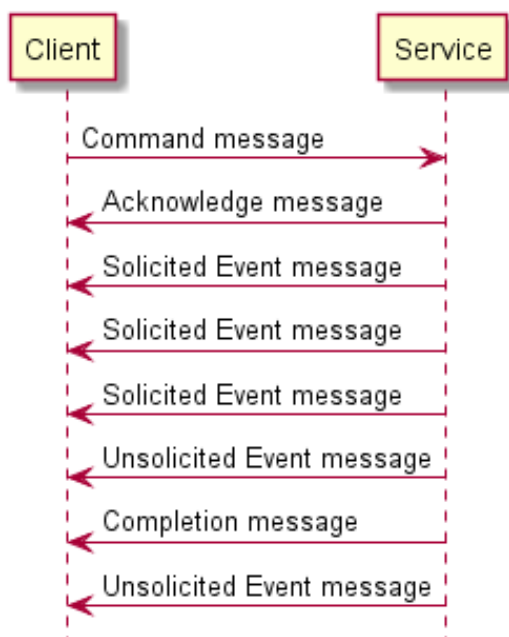 Client
Service
Command message
Acknowledge message
Solicited Event message
Solicited Event message
Solicited Event message
Unsolicited Event message
Completion message
Unsolicited Event message